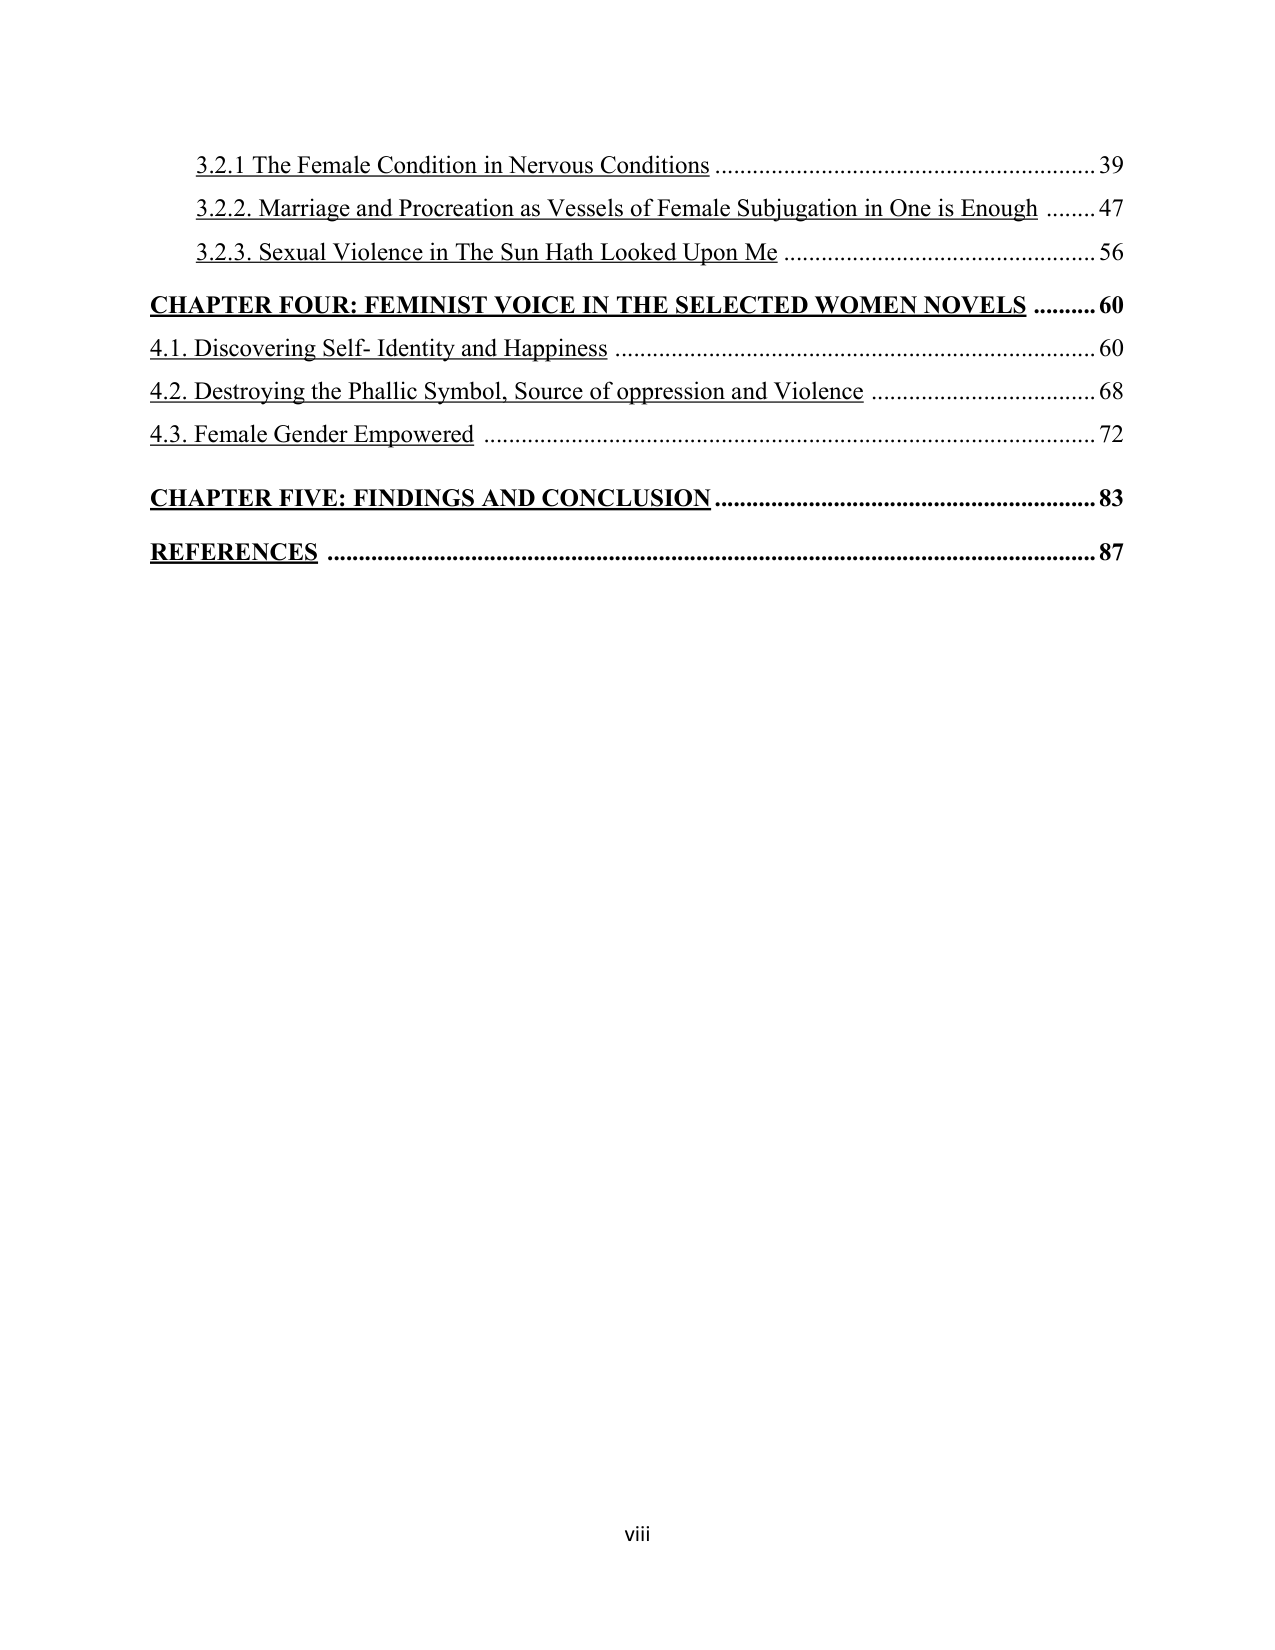 3.2.1 The Female Condition in Nervous Conditions ............................................................. 39
3.2.2. Marriage and Procreation as Vessels of Female Subjugation in One is Enough ........ 47
3.2.3. Sexual Violence in The Sun Hath Looked Upon Me .................................................. 56
CHAPTER FOUR: FEMINIST VOICE IN THE SELECTED WOMEN NOVELS .......... 60
4.1. Discovering Self- Identity and Happiness ............................................................................. 60
4.2. Destroying the Phallic Symbol, Source of oppression and Violence .................................... 68
4.3. Female Gender Empowered .................................................................................................. 72
CHAPTER FIVE: FINDINGS AND CONCLUSION ............................................................. 83
REFERENCES ........................................................................................................................... 87
viii